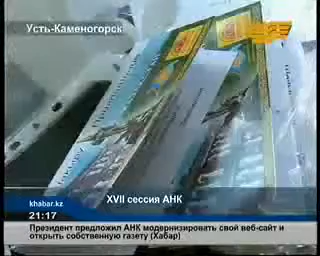 Усть-Каменогорск
XVII сессия АНК
khabar.kz
21:17
Президент предложил АНК модернизировать свой веб-сайт и
открыть собственную газету (Хабар)